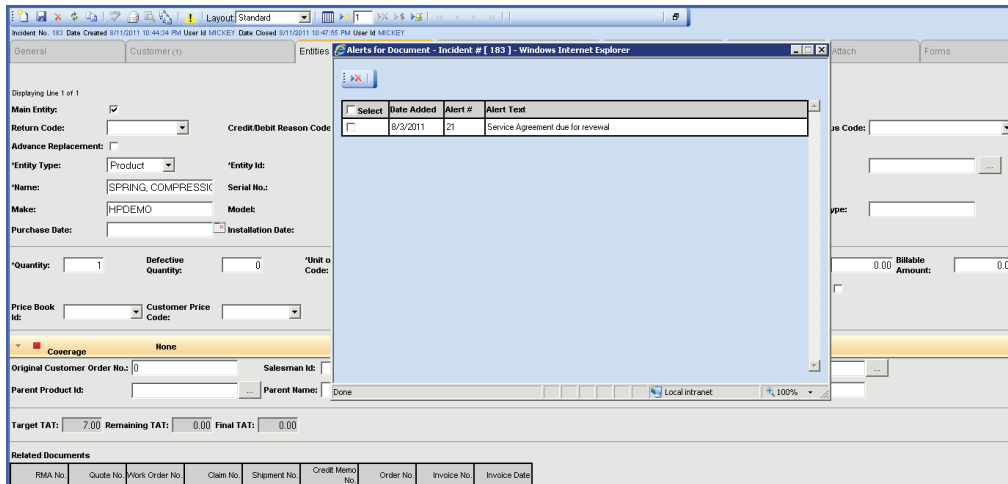 Layout: Standard 1
Incident No. 183 Date Created 8/11/2011 10:44:34 PM User Id MICKEY Date Closed 8/11/2011 10:47:55 PM User Id MICKEY
General Customer (1) Entities Attach Forms
Alerts for Document - Incident # [ 183 ] - Windows Internet Explorer
Select Date Added Alert # Alert Text
8/3/2011 21 Service Agreement due for revewal
Displaying Line 1 of 1
Main Entity:
Return Code: Credit/Debit Reason Code us Code:
Advance Replacement:
*Entity Type: Product *Entity Id: ...
*Name: SPRING, COMPRESSIO Serial No.:
Make: HPDEMO Model: ype:
Purchase Date: Installation Date:
*Quantity: 1 Defective Quantity: 0 *Unit o Code: 0.00 Billable Amount: 0.0
Price Book Id: Customer Price Code:
Coverage None
Original Customer Order No.: 0 Salesman Id: ...
Parent Product Id: ... Parent Name:
Done Local intranet 100%
Target TAT: 7.00 Remaining TAT: 0.00 Final TAT: 0.00
Related Documents
RMA No. Quote No. Work Order No. Claim No. Shipment No. Credit Memo No. Order No. Invoice No. Invoice Date